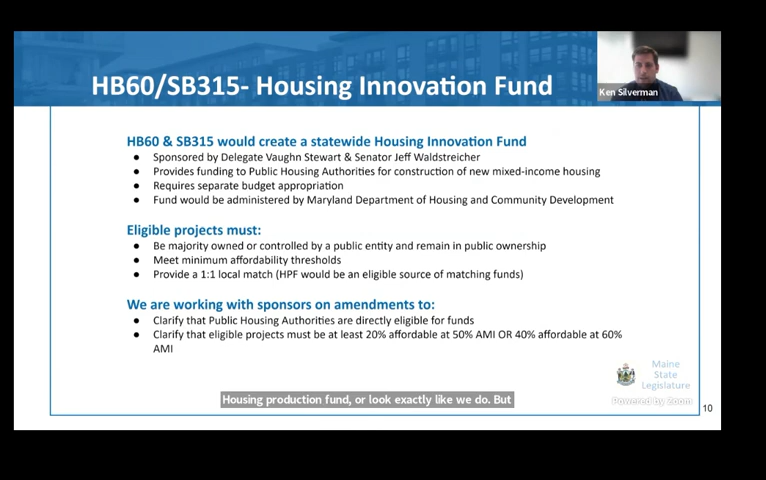 HB60/SB315- Housing Innovation Fund
Ken Silverman
HB60 & SB315 would create a statewide Housing Innovation Fund
● Sponsored by Delegate Vaughn Stewart & Senator Jeff Waldstreicher
● Provides funding to Public Housing Authorities for construction of new mixed-income housing
● Requires separate budget appropriation
● Fund would be administered by Maryland Department of Housing and Community Development
Eligible projects must:
● Be majority owned or controlled by a public entity and remain in public ownership
● Meet minimum affordability thresholds
● Provide a 1:1 local match (HPF would be an eligible source of matching funds)
We are working with sponsors on amendments to:
● Clarify that Public Housing Authorities are directly eligible for funds
● Clarify that eligible projects must be at least 20% affordable at 50% AMI OR 40% affordable at 60%
AMI
Maine
State
Legislature
Powered by Zoom
Housing production fund, or look exactly like we do. But
10